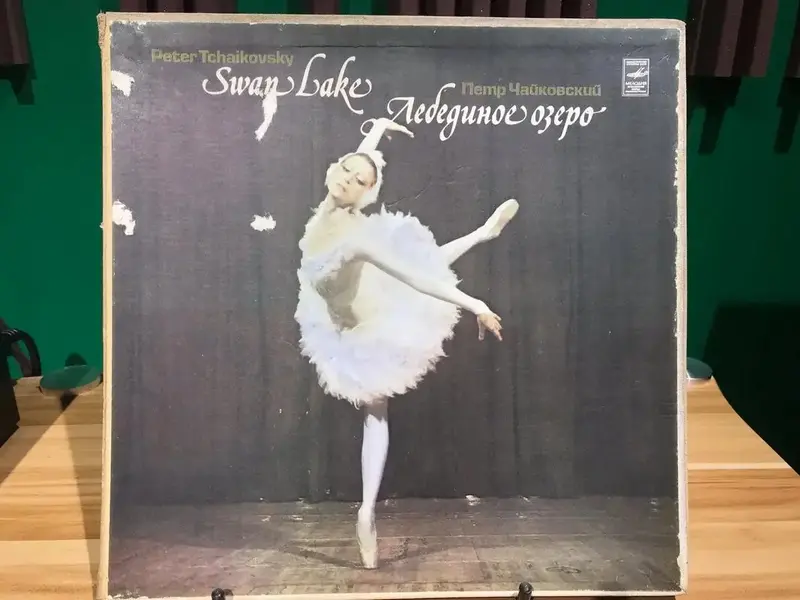 Peter Tchaikovsky
Swan Lake
Петр Чайковский
Лебединое озеро